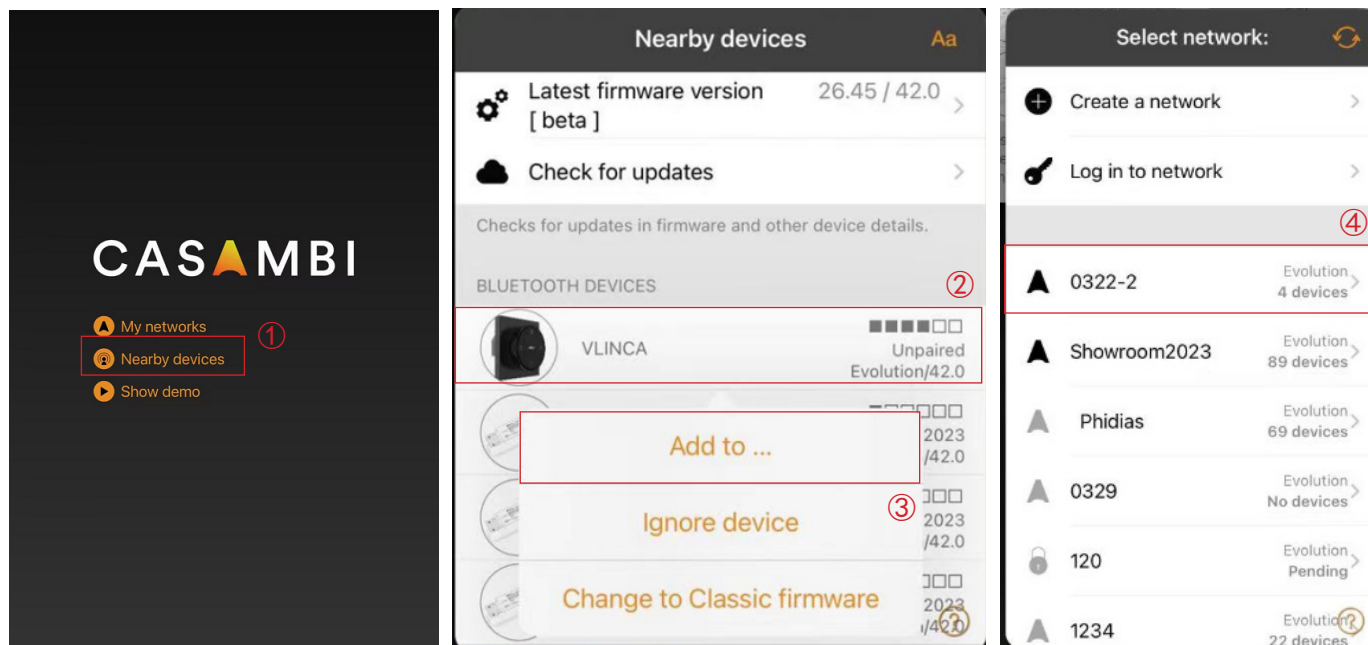 CASAMBI
My networks
Nearby devices
①
Show demo
Nearby devices
Aa
Latest firmware version
[ beta ]
26.45 / 42.0
Check for updates
Checks for updates in firmware and other device details.
BLUETOOTH DEVICES
②
VLINCA
Unpaired
Evolution/42.0
2023
/42.0
Add to ...
③
2023
/42.0
Ignore device
2023
/42.0
Change to Classic firmware
?
Select network:
Create a network
Log in to network
④
0322-2
Evolution
4 devices
Showroom2023
Evolution
89 devices
Phidias
Evolution
69 devices
0329
Evolution
No devices
120
Evolution
Pending
1234
Evolution
22 devices
?